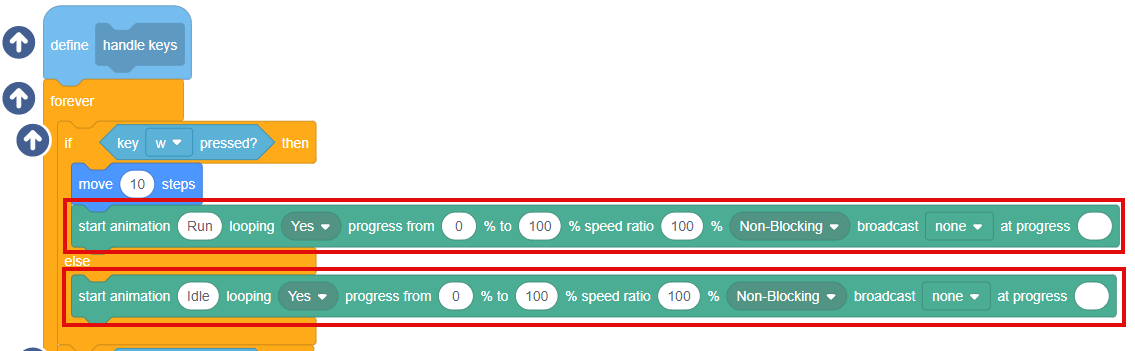 define handle keys
forever
if key w pressed? then
move 10 steps
start animation Run looping Yes progress from 0 % to 100 % speed ratio 100 % Non-Blocking broadcast none at progress
else
start animation Idle looping Yes progress from 0 % to 100 % speed ratio 100 % Non-Blocking broadcast none at progress